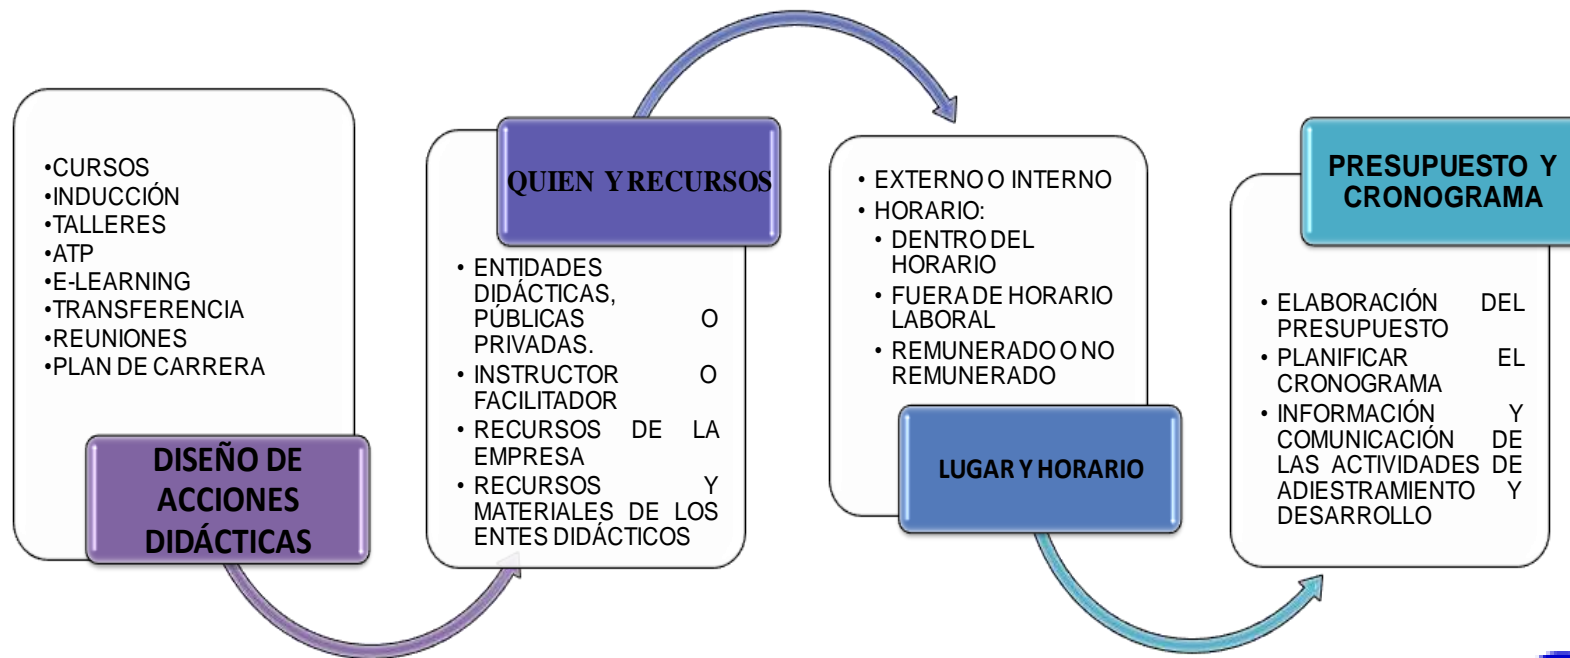 •CURSOS
•INDUCCIÓN
•TALLERES
•ATP
•E-LEARNING
•TRANSFERENCIA
•REUNIONES
•PLAN DE CARRERA
DISEÑO DE
ACCIONES
DIDÁCTICAS
QUIEN Y RECURSOS
• ENTIDADES
DIDÁCTICAS,
PÚBLICAS O
PRIVADAS.
• INSTRUCTOR O
FACILITADOR
• RECURSOS DE LA
EMPRESA
• RECURSOS Y
MATERIALES DE LOS
ENTES DIDÁCTICOS
• EXTERNO O INTERNO
• HORARIO:
• DENTRO DEL
HORARIO
• FUERA DE HORARIO
LABORAL
• REMUNERADO O NO
REMUNERADO
LUGAR Y HORARIO
PRESUPUESTO Y
CRONOGRAMA
• ELABORACIÓN DEL
PRESUPUESTO
• PLANIFICAR EL
CRONOGRAMA
• INFORMACIÓN Y
COMUNICACIÓN DE
LAS ACTIVIDADES DE
ADIESTRAMIENTO Y
DESARROLLO